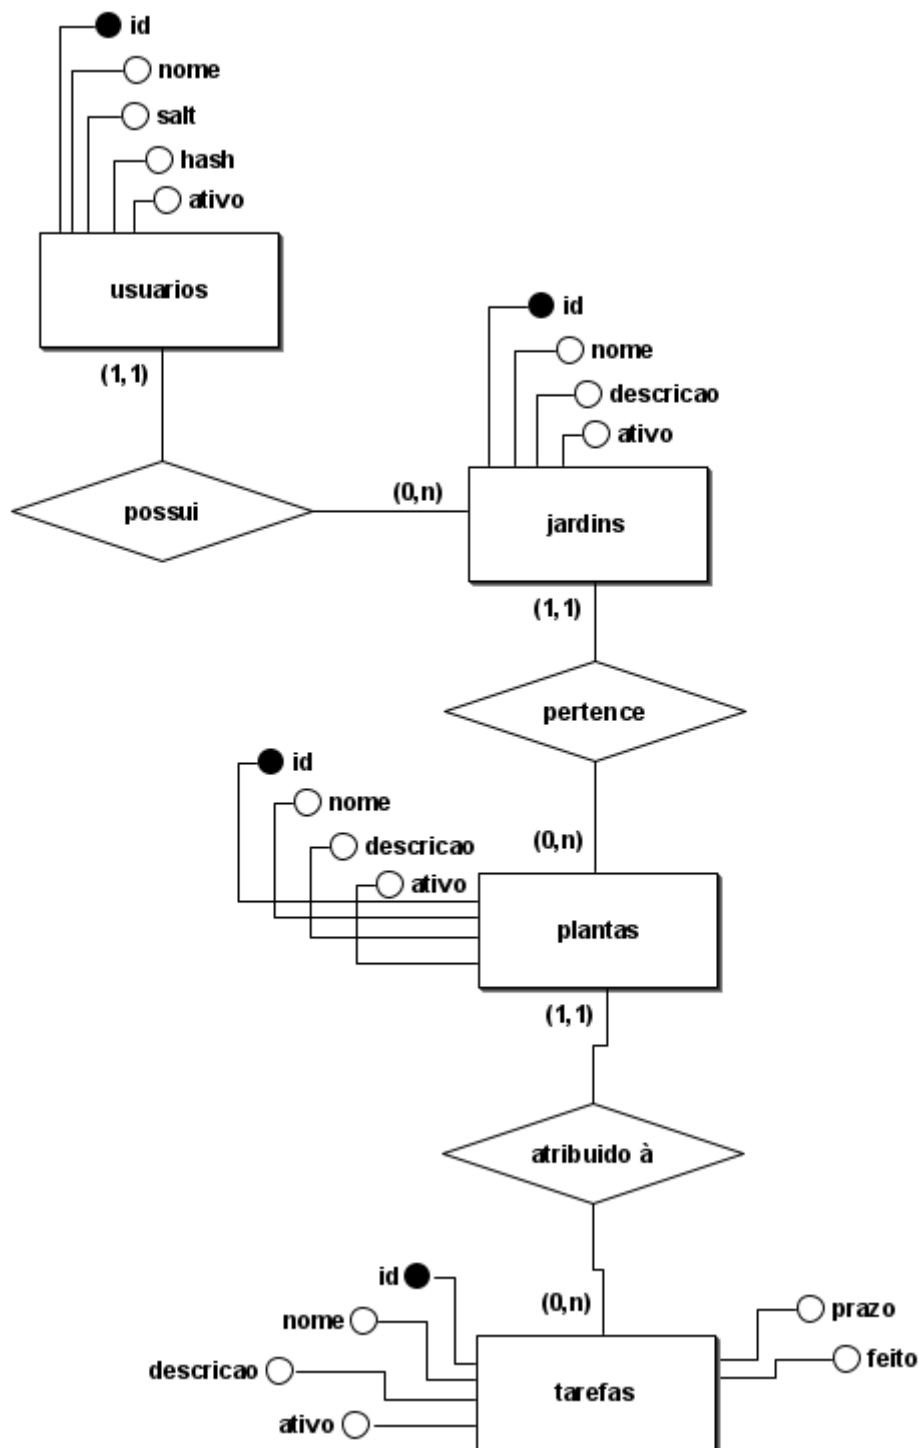 id
nome
salt
hash
ativo
usuarios
(1,1)
possui
(0,n)
id
nome
descricao
ativo
jardins
(1,1)
pertence
(0,n)
id
nome
descricao
ativo
plantas
(1,1)
atribuido à
(0,n)
id
nome
descricao
ativo
tarefas
prazo
feito